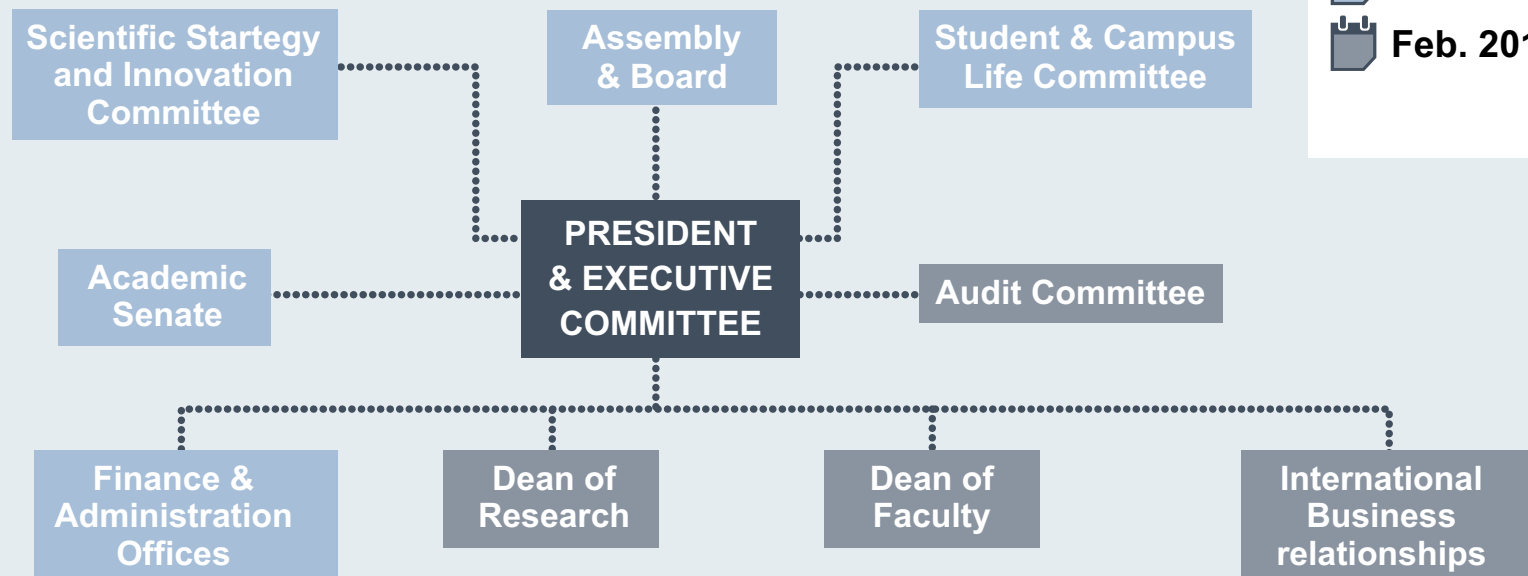 Scientific Startegy
and Innovation
Committee
Assembly
& Board
Student & Campus
Life Committee
Feb.
PRESIDENT
& EXECUTIVE
COMMITTEE
Academic
Senate
Audit Committee
Finance &
Administration
Offices
Dean of
Research
Dean of
Faculty
International
Business
relationships